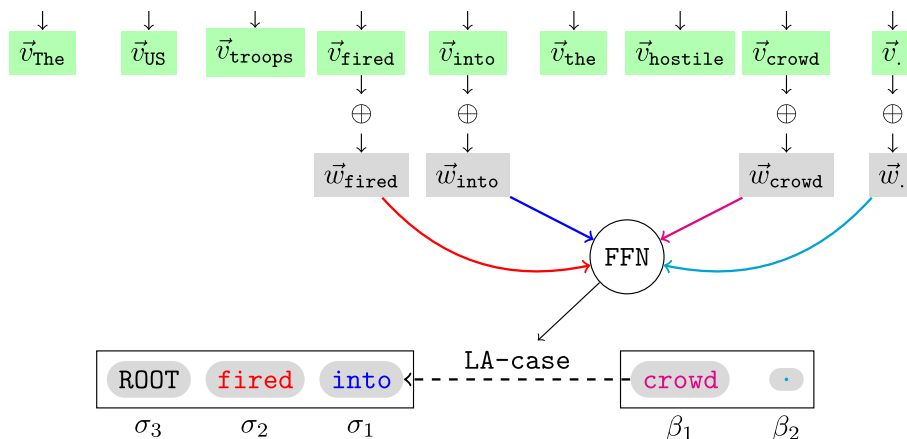 v⃗The v⃗US v⃗troops v⃗fired v⃗into v⃗the v⃗hostile v⃗crowd v⃗.
⊕ ⊕ ⊕ ⊕
w⃗fired w⃗into w⃗crowd w⃗.
FFN
LA-case
ROOT fired into crowd .
σ3 σ2 σ1 β1 β2